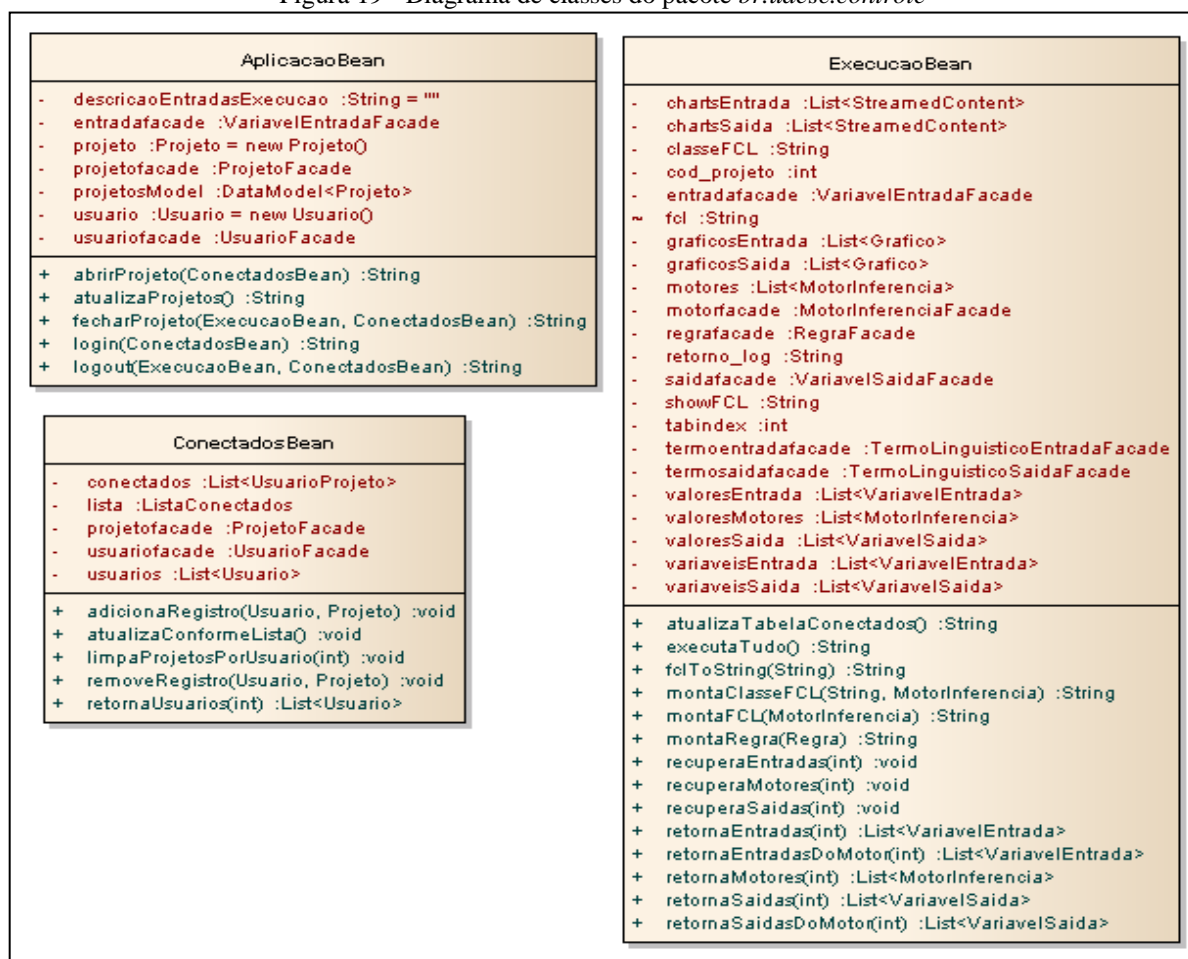 AplicacaoBean
- descricaoEntradasExecucao :String = ""
- entradafacade :VariavelEntradaFacade
- projeto :Projeto = new Projeto()
- projetofacade :ProjetoFacade
- projetosModel :DataModel<Projeto>
- usuario :Usuario = new Usuario()
- usuariofacade :UsuarioFacade
+ abrirProjeto(ConectadosBean) :String
+ atualizaProjetos() :String
+ fecharProjeto(ExecucaoBean, ConectadosBean) :String
+ login(ConectadosBean) :String
+ logout(ExecucaoBean, ConectadosBean) :String
ConectadosBean
- conectados :List<UsuarioProjeto>
- lista :ListaConectados
- projetofacade :ProjetoFacade
- usuariofacade :UsuarioFacade
- usuarios :List<Usuario>
+ adicionaRegistro(Usuario, Projeto) :void
+ atualizaConformeLista() :void
+ limpaProjetosPorUsuario(int) :void
+ removeRegistro(Usuario, Projeto) :void
+ retornaUsuarios(int) :List<Usuario>
ExecucaoBean
- chartsEntrada :List<StreamedContent>
- chartsSaida :List<StreamedContent>
- classeFCL :String
- cod_projeto :int
- entradafacade :VariavelEntradaFacade
~ fcl :String
- graficosEntrada :List<Grafico>
- graficosSaida :List<Grafico>
- motores :List<MotorInferencia>
- motorfacade :MotorInferenciaFacade
- regrafacade :RegraFacade
- retorno_log :String
- saidafacade :VariavelSaidaFacade
- showFCL :String
- tabindex :int
- termoentradafacade :TermoLinguisticoEntradaFacade
- termosaidafacade :TermoLinguisticoSaidaFacade
- valoresEntrada :List<VariavelEntrada>
- valoresMotores :List<MotorInferencia>
- valoresSaida :List<VariavelSaida>
- variaveisEntrada :List<VariavelEntrada>
- variaveisSaida :List<VariavelSaida>
+ atualizaTabelaConectados() :String
+ executaTudo() :String
+ fclToString(String) :String
+ montaClasseFCL(String, MotorInferencia) :String
+ montaFCL(MotorInferencia) :String
+ montaRegra(Regra) :String
+ recuperaEntradas(int) :void
+ recuperaMotores(int) :void
+ recuperaSaidas(int) :void
+ retornaEntradas(int) :List<VariavelEntrada>
+ retornaEntradasDoMotor(int) :List<VariavelEntrada>
+ retornaMotores(int) :List<MotorInferencia>
+ retornaSaidas(int) :List<VariavelSaida>
+ retornaSaidasDoMotor(int) :List<VariavelSaida>